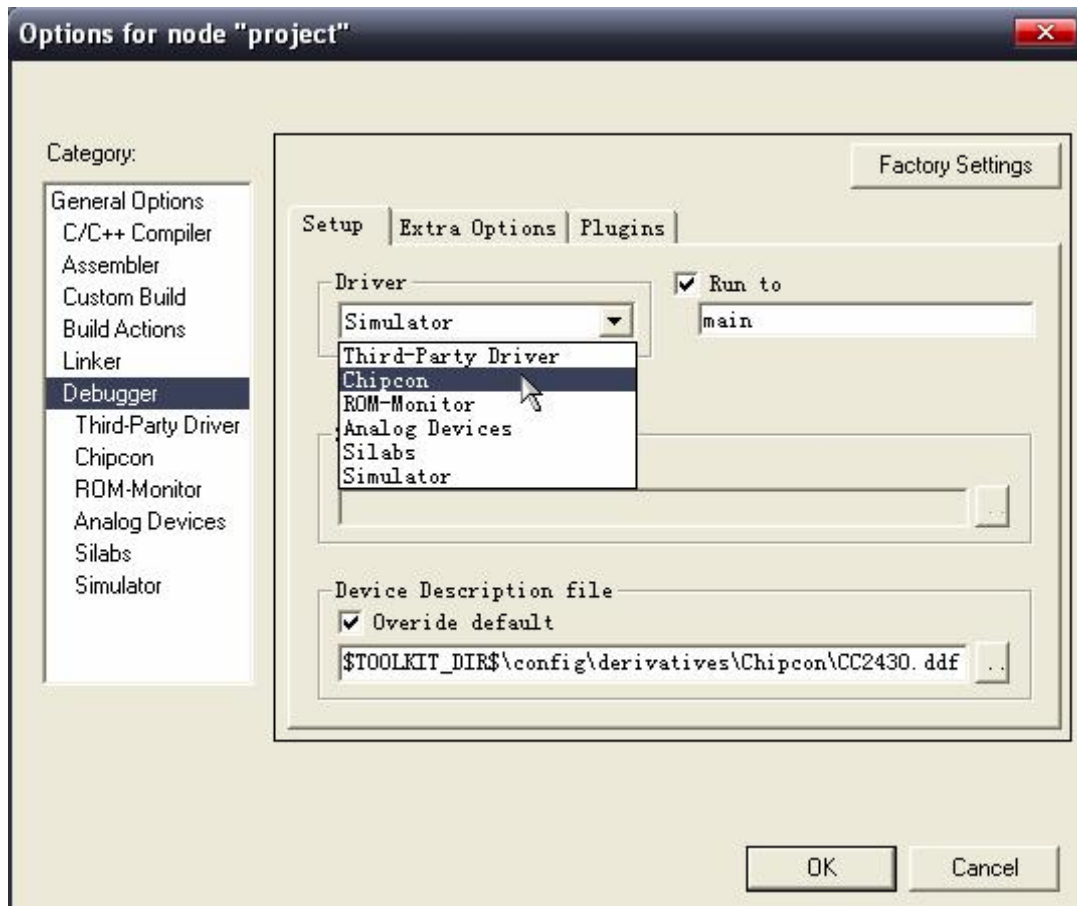 Options for node "project"
Category:
Factory Settings
General Options
C/C++ Compiler
Assembler
Custom Build
Build Actions
Linker
Debugger
Third-Party Driver
Chipcon
ROM-Monitor
Analog Devices
Silabs
Simulator
Setup
Extra Options
Plugins
Driver
Simulator
Third-Party Driver
Chipcon
ROM-Monitor
Analog Devices
Silabs
Simulator
Run to
main
Device Description file
Overide default
$TOOLKIT_DIR$\config\derivatives\Chipcon\CC2430.ddf
..
OK
Cancel